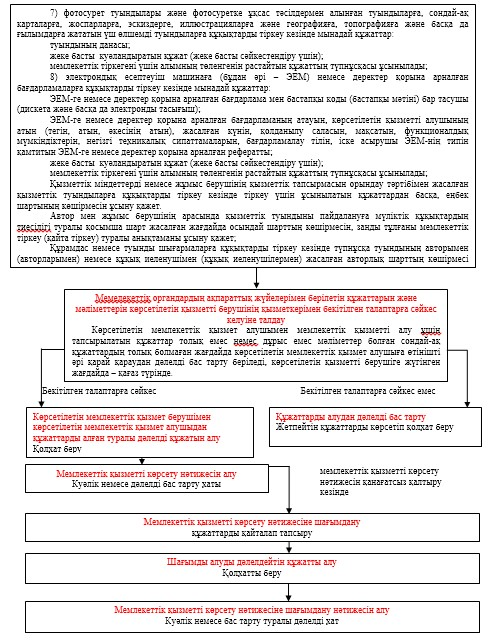 7) фотосурет туындылары және фотосуретке ұқсас тәсілдермен алынған туындыларға, сондай-ақ
карталарға, жоспарларға, эскиздерге, иллюстрацияларға және географияға, топографияға және басқа да
ғылымдарға жататын үш өлшемді туындыларға құқықтарды тіркеу кезінде мынадай құжаттар:
туындының данасы;
жеке басты куәландыратын құжат (жеке басты сәйкестендіру үшін);
мемлекеттік тіркегені үшін алымның төленгенін растайтын құжаттың түпнұсқасы ұсынылады;
8) электрондық есептеуіш машинаға (бұдан әрі – ЭЕМ) немесе деректер қорына арналған
бағдарламаларға құқықтарды тіркеу кезінде мынадай құжаттар:
ЭЕМ-ге немесе деректер қорына арналған бағдарлама мен бастапқы коды (бастапқы мәтіні) бар тасушы
(дискета және басқа да электронды тасығыш);
ЭЕМ-ге немесе деректер қорына арналған бағдарламаның атауын, көрсетілетін қызметті алушының
атын (тегін, атын, әкесінің атын), жасалған күнін, қолданылу саласын, мақсатын, функционалдық
мүмкіндіктерін, негізгі техникалық сипаттамаларын, бағдарламалау тілін, іске асырушы ЭЕМ-нің типін
қамтитын ЭЕМ-ге немесе деректер қорына арналған рефераты;
жеке басты куәландыратын құжат (жеке басты сәйкестендіру үшін);
мемлекеттік тіркегені үшін алымның төленгенін растайтын құжаттың түпнұсқасы ұсынылады;
Қызметтік міндеттерді немесе жұмыс берушінің қызметтік тапсырмасын орындау тәртібімен жасалған
қызметтік туындыларға құқықтарды тіркеу кезінде тіркеу үшін ұсынылатын құжаттардан басқа, еңбек
шартының көшірмесін ұсыну қажет.
Автор мен жұмыс берушінің арасында қызметтік туындыны пайдалануға мүліктік құқықтардың
тиесілігі туралы қосымша шарт жасалған жағдайда осындай шарттың көшірмесін, заңды тұлғаны мемлекеттік
тіркеу (қайта тіркеу) туралы анықтаманы ұсыну қажет;
Құрамдас немесе туынды шығармаларға құқықтарды тіркеу кезінде түпнұсқа туындының авторымен
(авторларымен) немесе құқық иеленушімен (құқық иеленушілермен) жасалған авторлық шарттың көшірмесі
Мемелекеттік органдардың ақпараттық жүйелерімен берілетін құжаттарын және
мәліметтерін көрсетілетін қызметті берушінің қызметкерімен бекітілген талаптарға сәйкес
келуіне талдау
Көрсетілетін мемлекеттік қызмет алушымен мемлекеттік қызметті алу үшін
тапсырылатын құжаттар толық емес немес дұрыс емес мәліметтер болған сондай-ақ
құжаттардың толық болмаған жағдайда көрсетілетін мемлекеттік қызмет алушыға өтінішті
әрі қарай қараудан дәлелді бас тарту беріледі, көрсетілетін қызметті берушіге жүгінген
жағдайда – қағаз түрінде.
Бекітілген талаптарға сәйкес
Бекітілген талаптарға сәйкес емес
Көрсетілетін мемлекеттік қызмет берушімен
көрсетілетін мемлекеттік қызмет алушыдан
құжаттарды алған туралы дәлелді құжатын алу
Қолхат беру
Құжаттарды алудан дәлелді бас тарту
Жетпейтін құжаттарды көрсетіп қолхат беру
Мемлекеттік қызметті көрсету нәтижесін алу
Куәлік немесе дәлелді бас тарту хаты
мемлекеттік қызметті көрсету
нәтижесін қанағатсыз қалтыру
кезінде
Мемлекеттік қызметті көрсету нәтижесіне шағымдану
құжаттарды қайталап тапсыру
Шағымды алуды дәлелдейтін құжатты алу
Қолхатты беру
Мемлекеттік қызметті көрсету нәтижесіне шағымдану нәтижесін алу
Куәлік немесе бас тарту туралы дәлелді хат